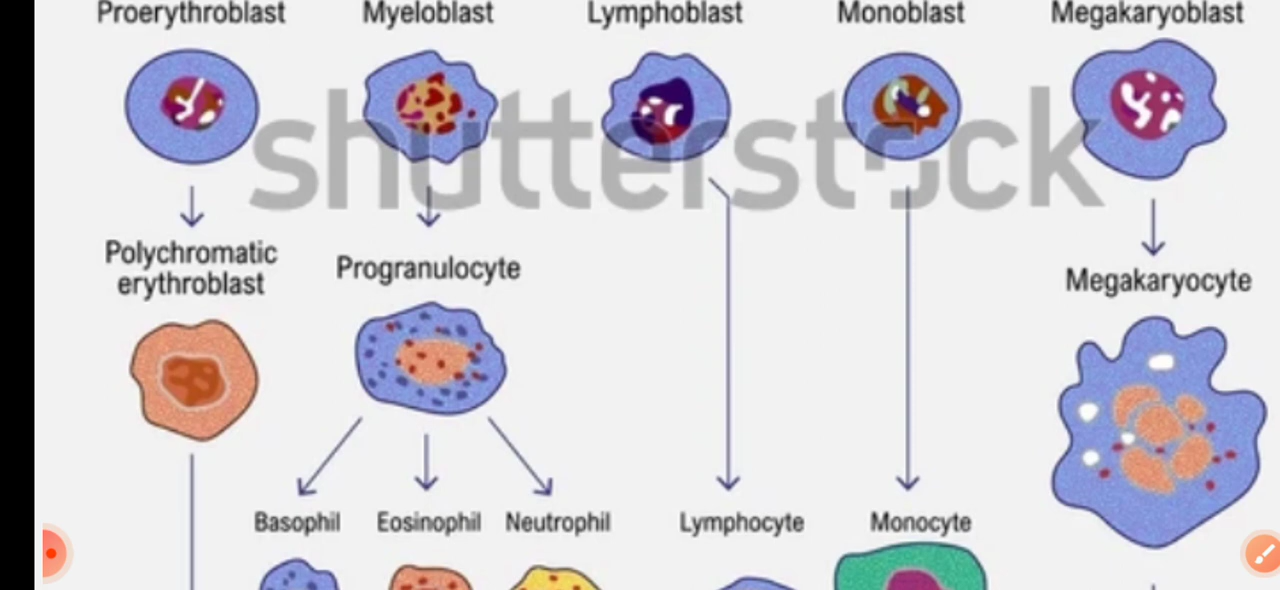 Proerythroblast Myeloblast Lymphoblast Monoblast Megakaryoblast
shutterstock
Polychromatic
erythroblast
Progranulocyte
Megakaryocyte
Basophil Eosinophil Neutrophil Lymphocyte Monocyte